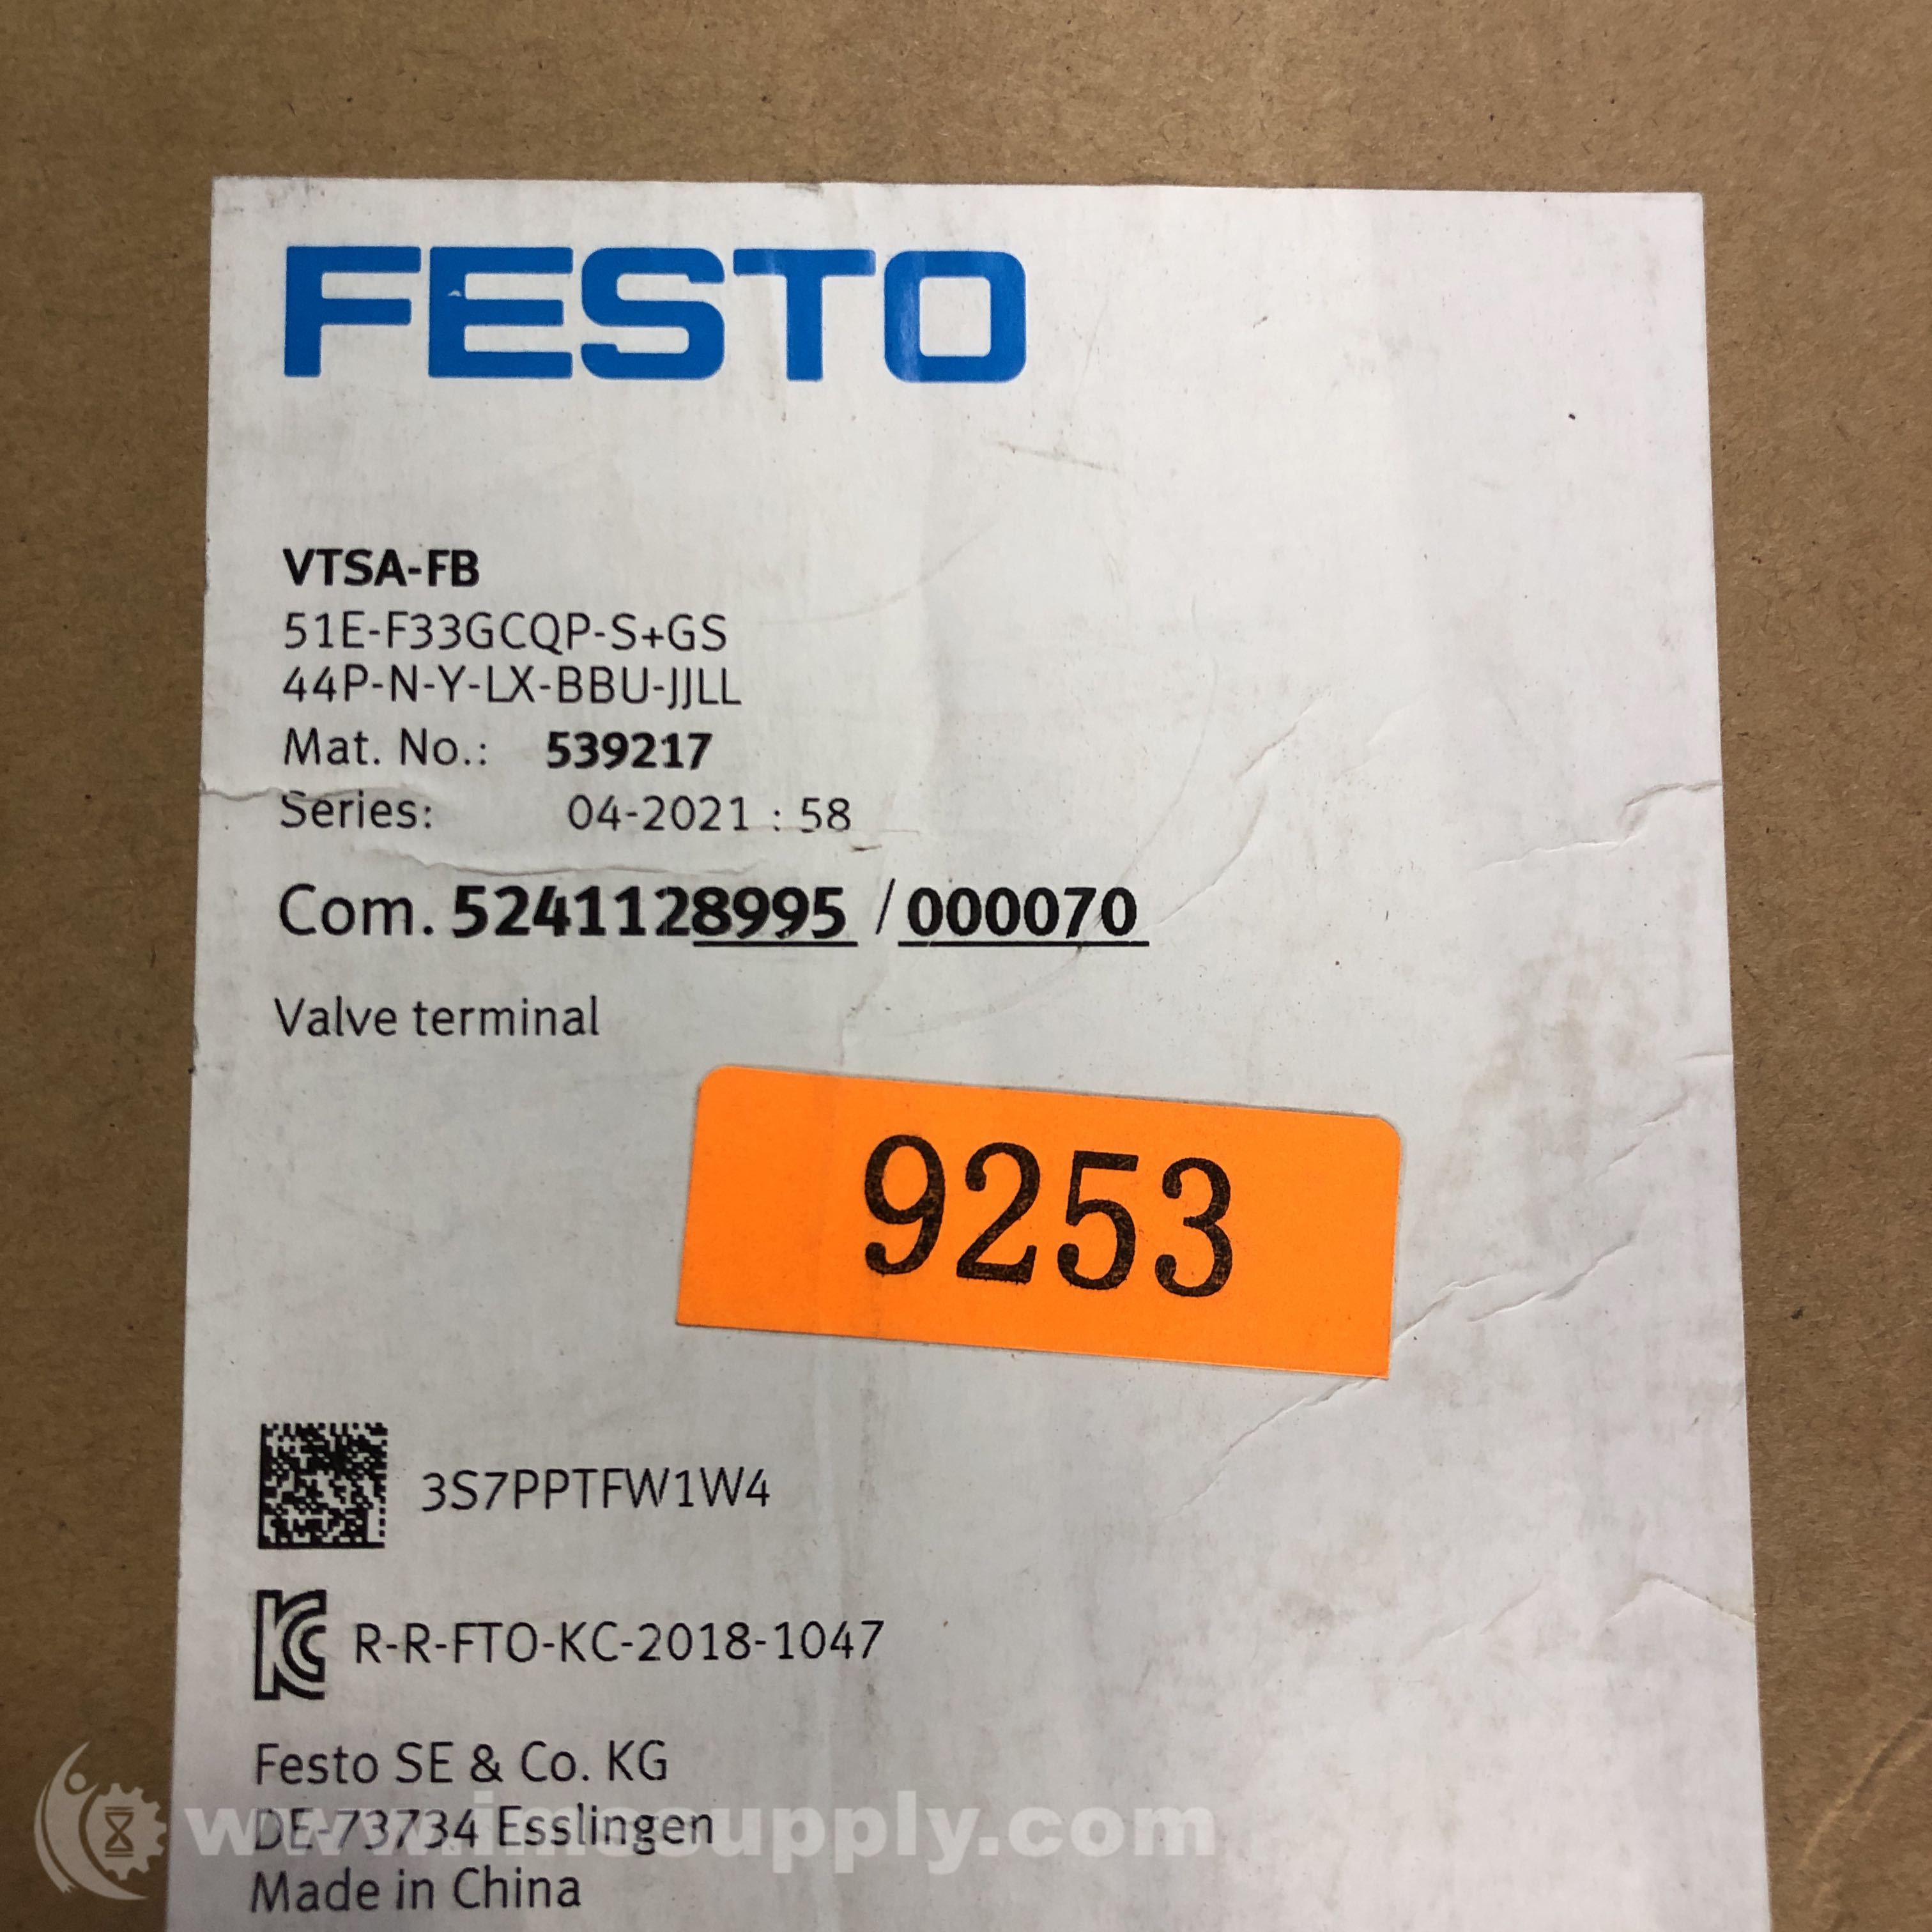 FESTO
VTSA-FB
51E-F33GCQP-S+GS
44P-N-Y-LX-BBU-JJLL
Mat. No.: 539217
Series: 04-2021 : 58
Com. 5241128995 / 000070
Valve terminal
9253
3S7PPTFW1W4
R-R-FTO-KC-2018-1047
Festo SE & Co. KG
DE-73734 Esslingen
www.imssupply.com
Made in China